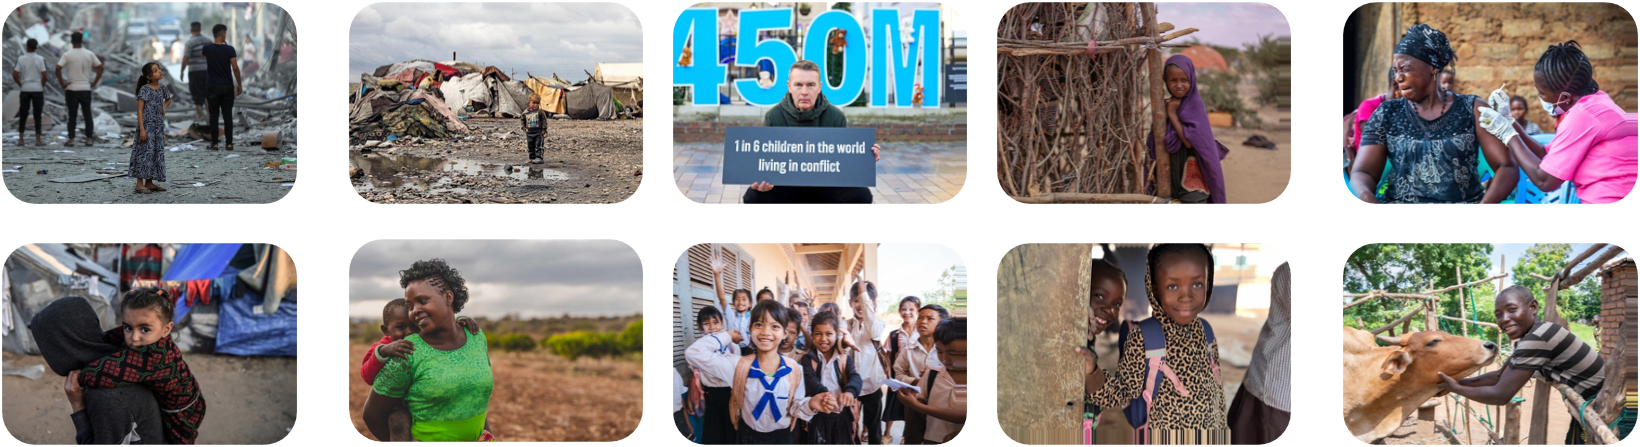 450M
1 in 6 children in the world
living in conflict